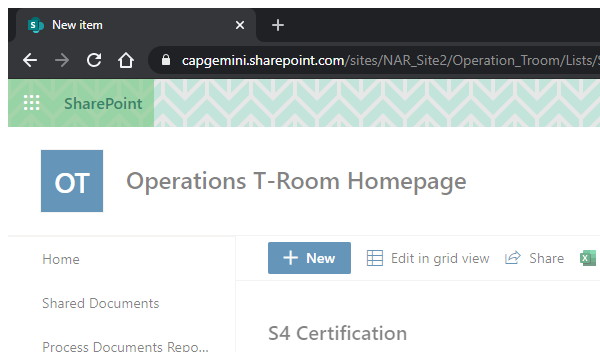 New item
capgemini.sharepoint.com/sites/NAR_Site2/Operation_Troom/Lists/
SharePoint
OT
Operations T-Room Homepage
Home
New
Edit in grid view
Share
Shared Documents
S4 Certification
Process Documents Repo...